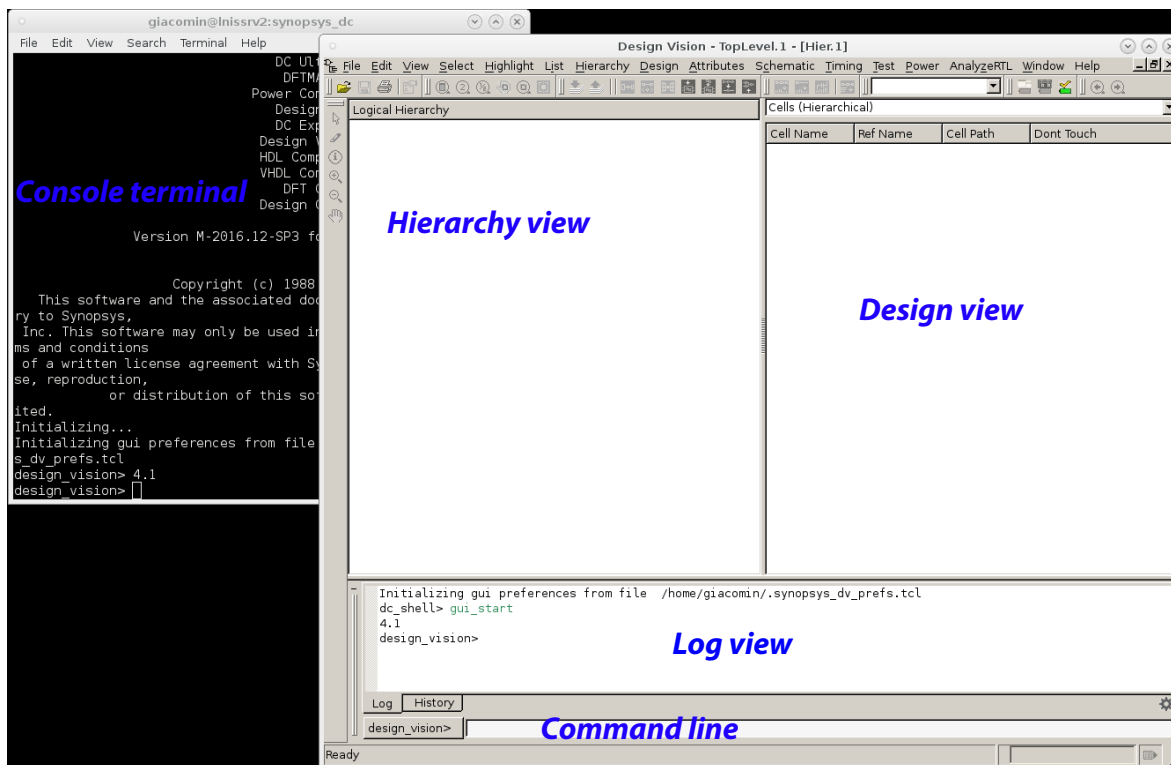 giacomin@lnissrv2:synopsys_dc
File Edit View Search Terminal Help
DC Ult
DFTMA
Power Com
Design
DC Exp
Design V
HDL Comp
VHDL Com
DFT C
Design C
Console terminal
Version M-2016.12-SP3 fo
Copyright (c) 1988
This software and the associated doc
ry to Synopsys,
Inc. This software may only be used in
ms and conditions
of a written license agreement with Sy
se, reproduction,
or distribution of this sof
ited.
Initializing...
Initializing gui preferences from file
s_dv_prefs.tcl
design_vision> 4.1
design_vision>
Design Vision - TopLevel.1 - [Hier.1]
File Edit View Select Highlight List Hierarchy Design Attributes Schematic Timing Test Power AnalyzeRTL Window Help
Logical Hierarchy
Cells (Hierarchical)
Cell Name Ref Name Cell Path Dont Touch
Hierarchy view
Design view
Initializing gui preferences from file /home/giacomin/.synopsys_dv_prefs.tcl
dc_shell> gui_start
4.1
design_vision>
Log view
Log History
design_vision>
Command line
Ready